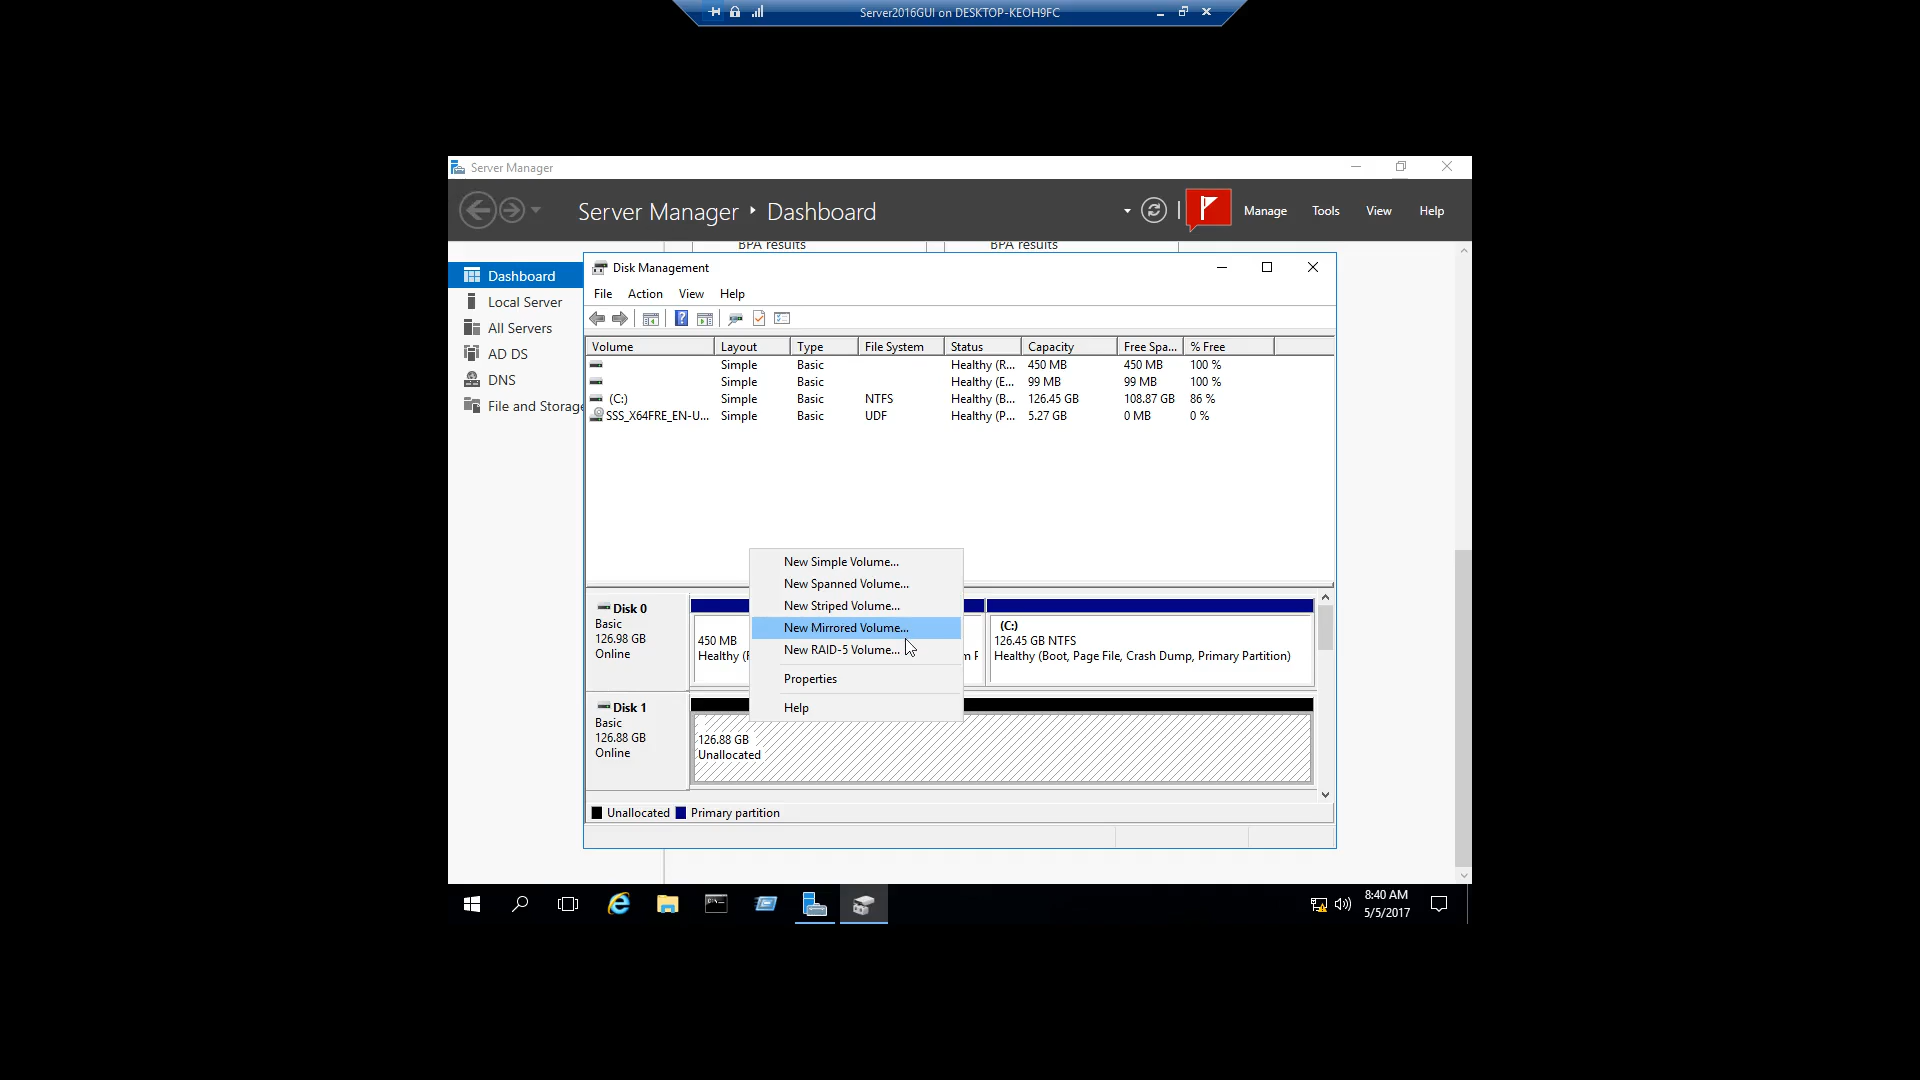 Server2016GUI on DESKTOP-KEOH9FC
Server Manager
Server Manager ‣ Dashboard
Manage Tools View Help
BPA results BPA results
Dashboard
Local Server
All Servers
AD DS
DNS
File and Storage
Disk Management
File Action View Help
Volume Layout Type File System Status Capacity Free Spa... % Free
Simple Basic Healthy (R... 450 MB 450 MB 100 %
Simple Basic Healthy (E... 99 MB 99 MB 100 %
(C:) Simple Basic NTFS Healthy (B... 126.45 GB 108.87 GB 86 %
SSS_X64FRE_EN-U... Simple Basic UDF Healthy (P... 5.27 GB 0 MB 0 %
New Simple Volume...
New Spanned Volume...
New Striped Volume...
New Mirrored Volume...
New RAID-5 Volume...
Properties
Help
Disk 0
Basic
126.98 GB
Online
450 MB
Healthy (
(C:)
126.45 GB NTFS
Healthy (Boot, Page File, Crash Dump, Primary Partition)
Disk 1
Basic
126.88 GB
Online
126.88 GB
Unallocated
Unallocated Primary partition
8:40 AM
5/5/2017